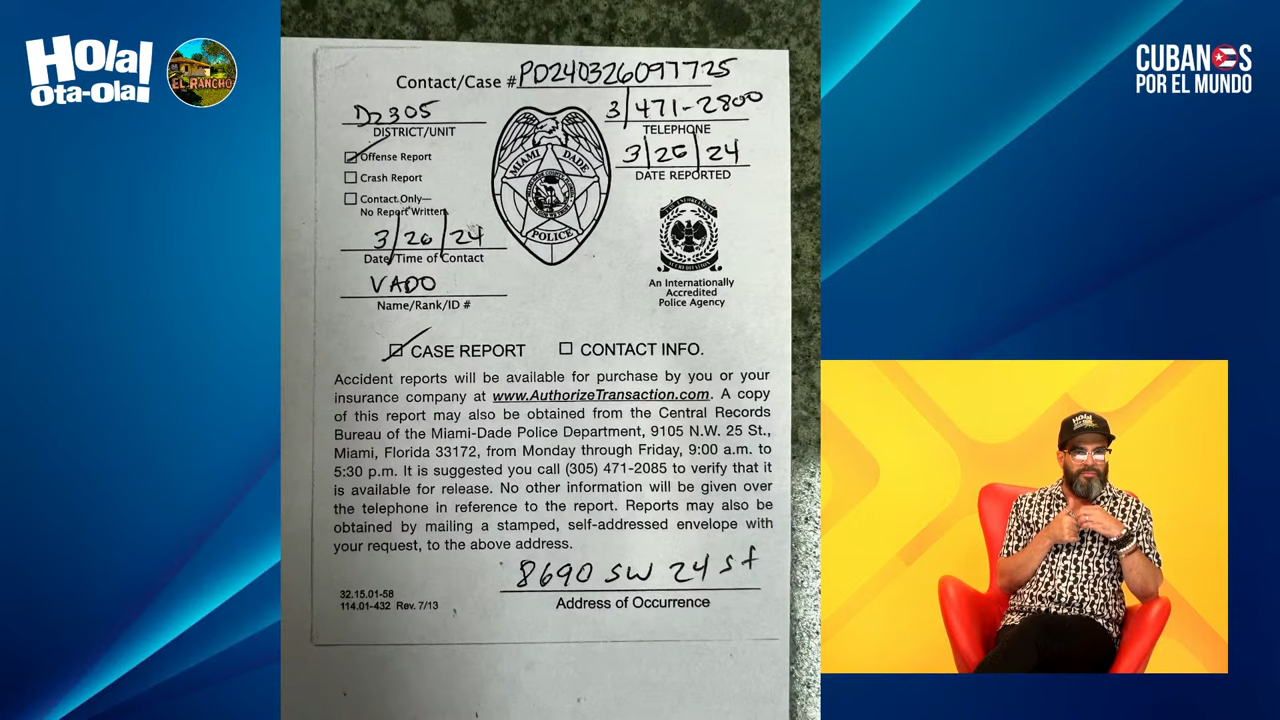 Hola!
Ota-Ola!
EL RANCHO
CUBANOS
POR EL MUNDO
Contact/Case # PD240326097725
D2305
DISTRICT/UNIT
Offense Report
Crash Report
Contact Only—
No Report Written
3/26/24
Date/Time of Contact
VADO
Name/Rank/ID #
MIAMI DADE
POLICE
3/471-2800
TELEPHONE
3/26/24
DATE REPORTED
An Internationally
Accredited
Police Agency
CASE REPORT
CONTACT INFO.
Accident reports will be available for purchase by you or your
insurance company at www.AuthorizeTransaction.com. A copy
of this report may also be obtained from the Central Records
Bureau of the Miami-Dade Police Department, 9105 N.W. 25 St.,
Miami, Florida 33172, from Monday through Friday, 9:00 a.m. to
5:30 p.m. It is suggested you call (305) 471-2085 to verify that it
is available for release. No other information will be given over
the telephone in reference to the report. Reports may also be
obtained by mailing a stamped, self-addressed envelope with
your request, to the above address.
8690 SW 24 St
Address of Occurrence
32.15.01-58
114.01-432 Rev. 7/13